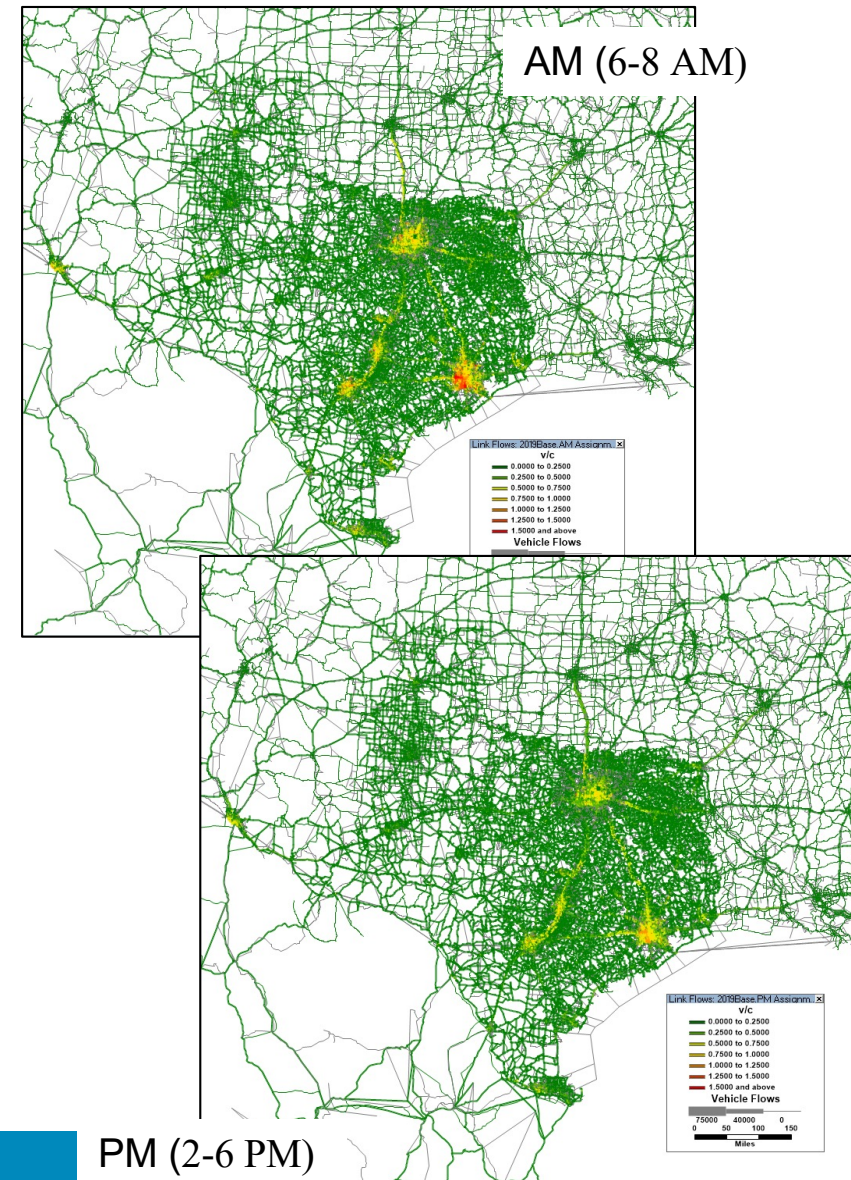 AM (6-8 AM)
Link Flows: 2019Base.AM Assignm..
v/c
0.0000 to 0.2500
0.2500 to 0.5000
0.5000 to 0.7500
0.7500 to 1.0000
1.0000 to 1.2500
1.2500 to 1.5000
1.5000 and above
Vehicle Flows
Link Flows: 2019Base.PM Assignm..
v/c
0.0000 to 0.2500
0.2500 to 0.5000
0.5000 to 0.7500
0.7500 to 1.0000
1.0000 to 1.2500
1.2500 to 1.5000
1.5000 and above
Vehicle Flows
75000 40000 0
0 50 100 150
Miles
PM (2-6 PM)